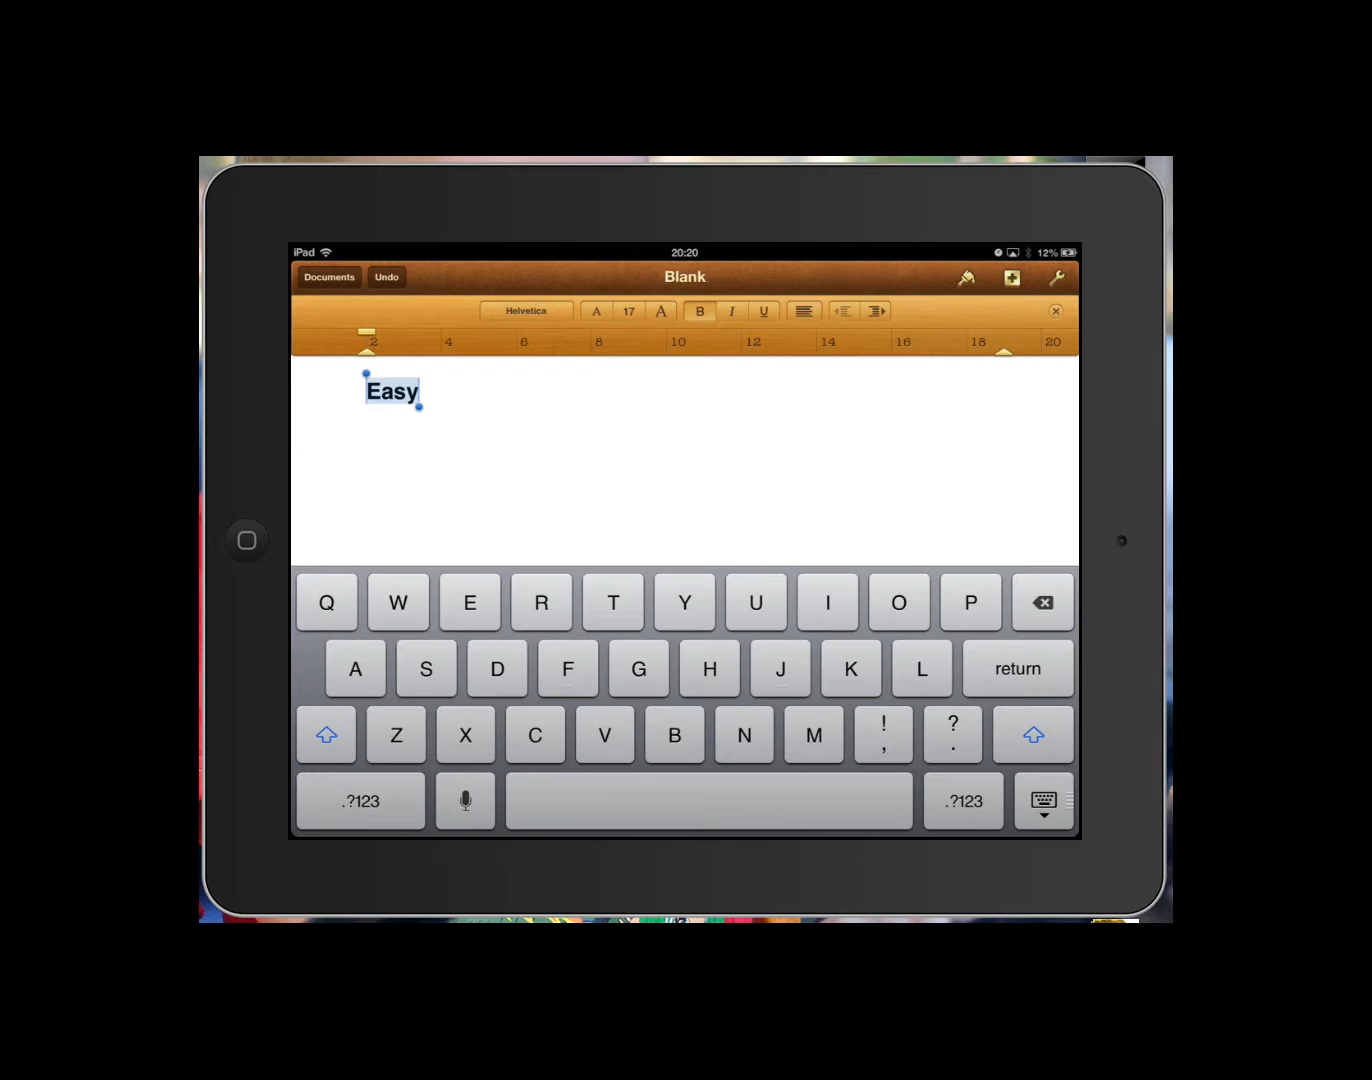 iPad 20:20 12%
Documents Undo Blank
Helvetica A 17 A B I U
2 4 6 8 10 12 14 16 18 20
Easy
Q W E R T Y U I O P
A S D F G H J K L return
Z X C V B N M ! , ? .
.?123 .?123